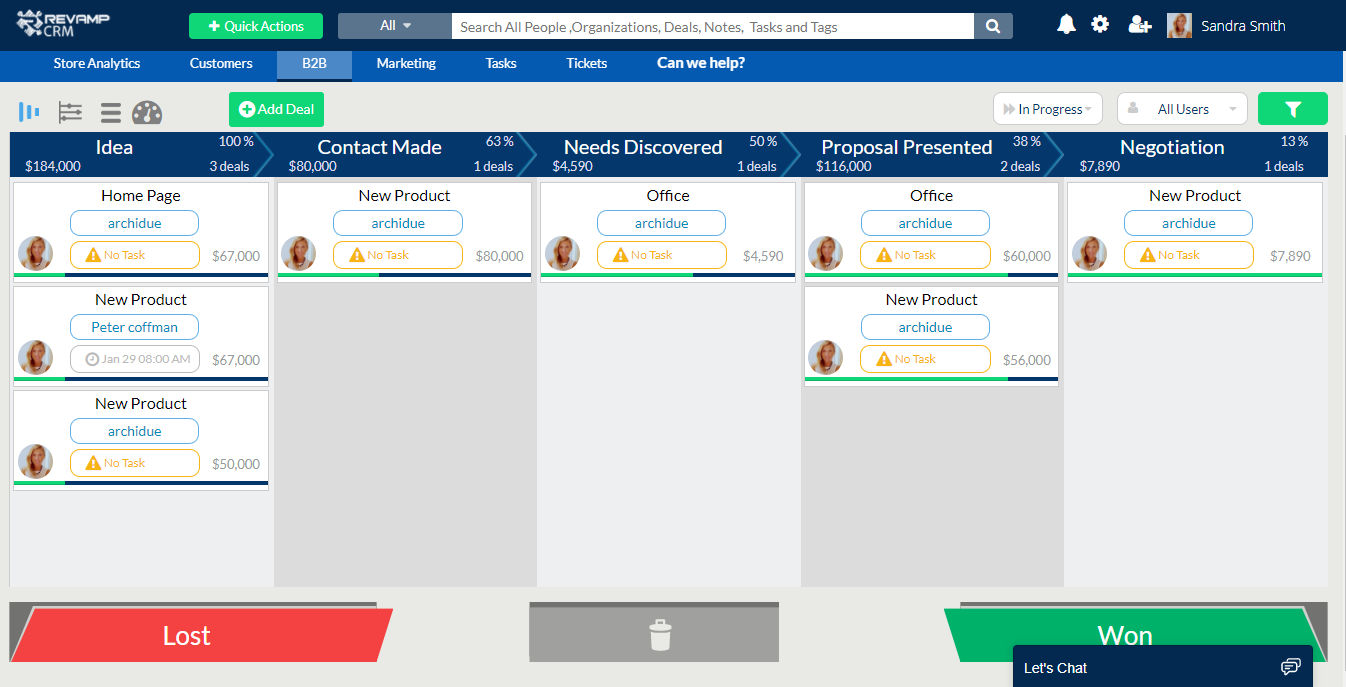 REVAMP
CRM
Quick Actions
All
Search All People ,Organizations, Deals, Notes, Tasks and Tags
Sandra Smith
Store Analytics
Customers
B2B
Marketing
Tasks
Tickets
Can we help?
Add Deal
In Progress
All Users
Idea
100 %
$184,000
3 deals
Contact Made
63 %
$80,000
1 deals
Needs Discovered
50 %
$4,590
1 deals
Proposal Presented
38 %
$116,000
2 deals
Negotiation
13 %
$7,890
1 deals
Home Page
archidue
No Task
$67,000
New Product
Peter coffman
Jan 29 08:00 AM
$67,000
New Product
archidue
No Task
$50,000
New Product
archidue
No Task
$80,000
Office
archidue
No Task
$4,590
Office
archidue
No Task
$60,000
New Product
archidue
No Task
$56,000
New Product
archidue
No Task
$7,890
Lost
Won
Let's Chat